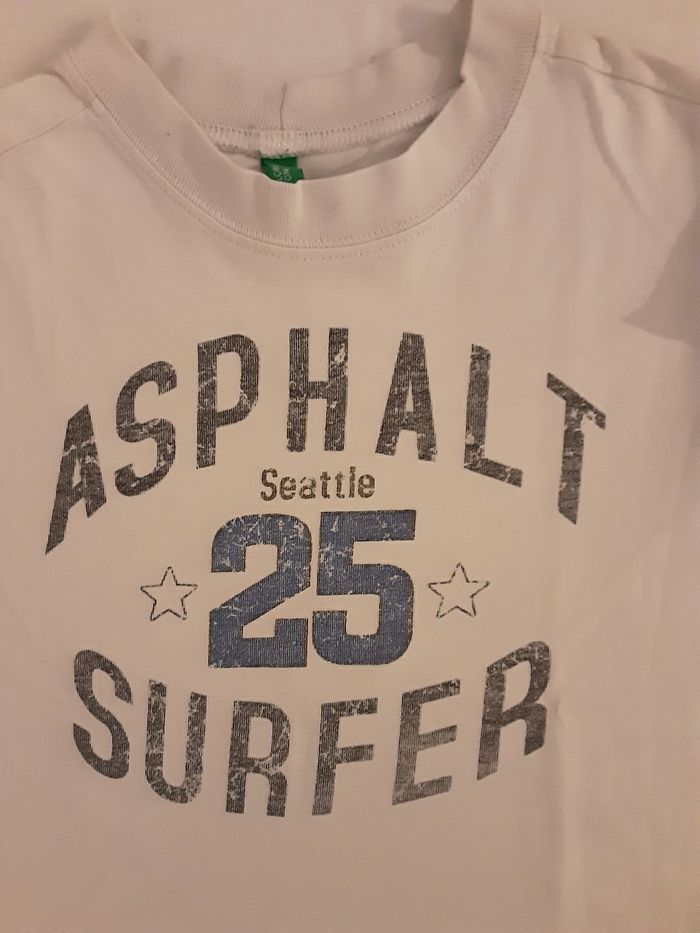 ASPHALT
Seattle
25
SURFER